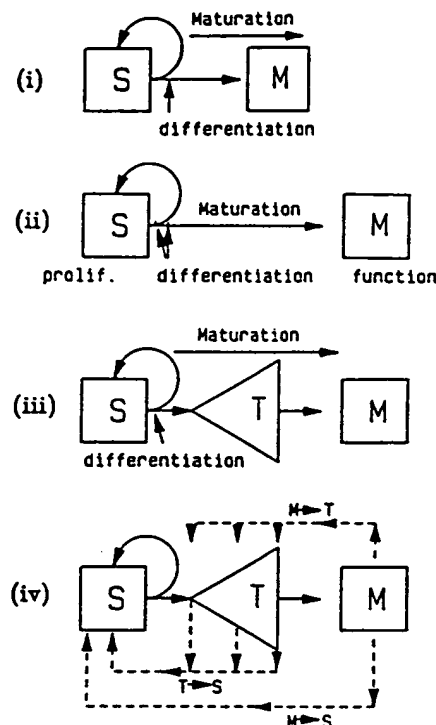 Maturation
(i) S M
differentiation
(ii) S Maturation M
prolif. differentiation function
Maturation
(iii) S T M
differentiation
M→T
(iv) S T M
T→S
M→S